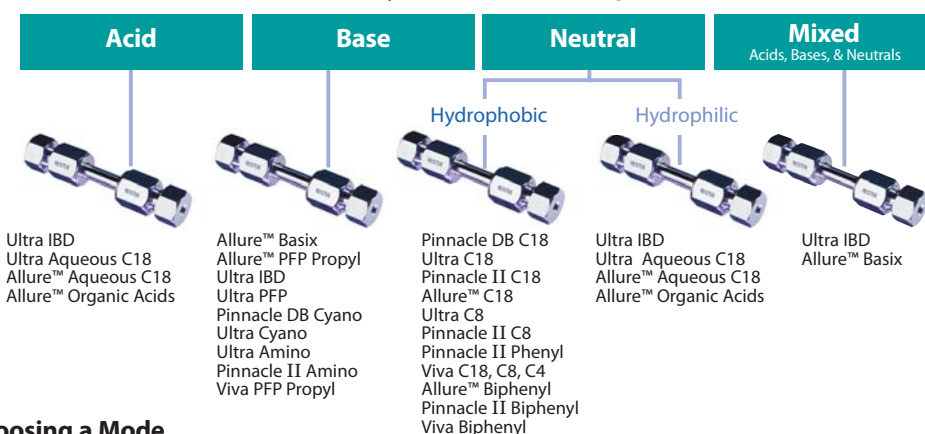 Acid
Base
Neutral
Mixed
Acids, Bases, & Neutrals
Hydrophobic
Hydrophilic
Ultra IBD
Ultra Aqueous C18
Allure™ Aqueous C18
Allure™ Organic Acids
Allure™ Basix
Allure™ PFP Propyl
Ultra IBD
Ultra PFP
Pinnacle DB Cyano
Ultra Cyano
Ultra Amino
Pinnacle II Amino
Viva PFP Propyl
Pinnacle DB C18
Ultra C18
Pinnacle II C18
Allure™ C18
Ultra C8
Pinnacle II C8
Pinnacle II Phenyl
Viva C18, C8, C4
Allure™ Biphenyl
Pinnacle II Biphenyl
Viva Biphenyl
Ultra IBD
Ultra Aqueous C18
Allure™ Aqueous C18
Allure™ Organic Acids
Ultra IBD
Allure™ Basix
oosing a Mode